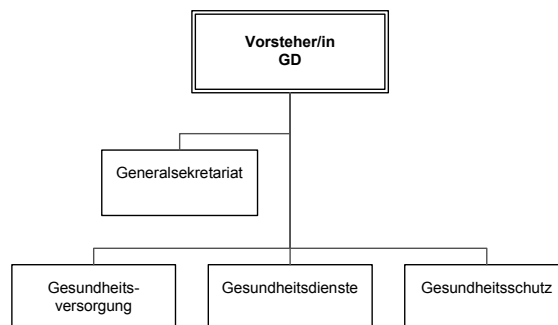 Vorsteher/in
GD
Generalsekretariat
Gesundheits-
versorgung
Gesundheitsdienste
Gesundheitsschutz